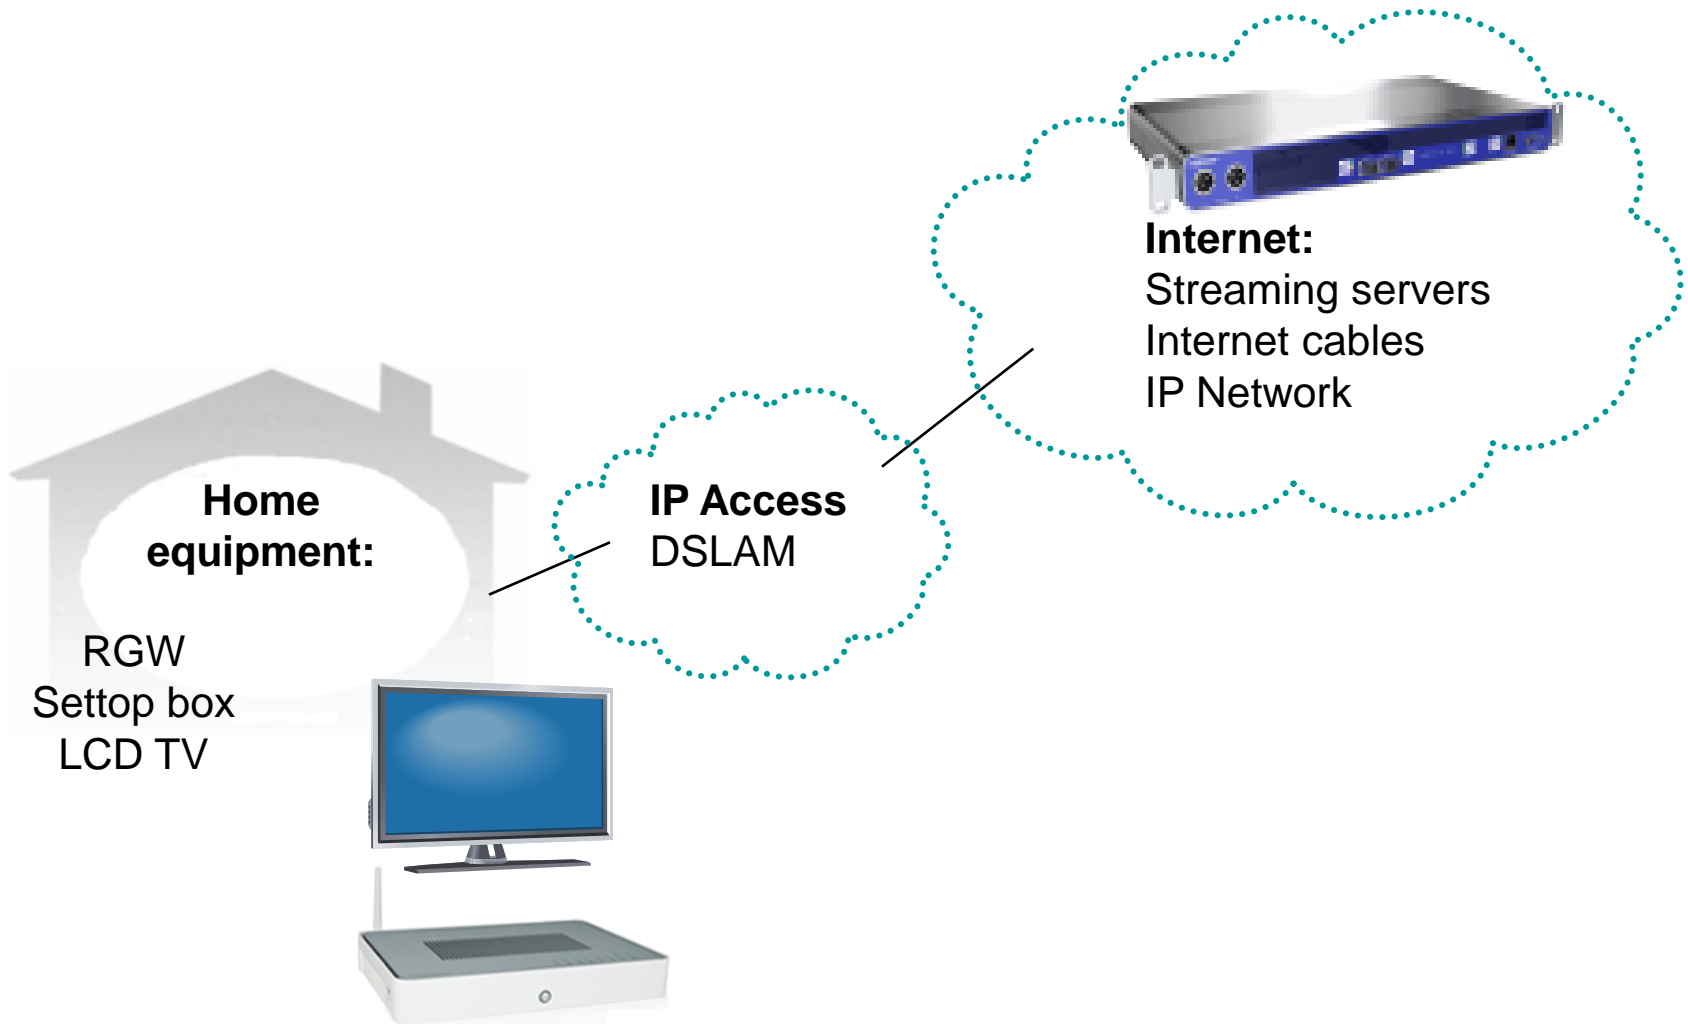 Internet:
Streaming servers
Internet cables
IP Network
Home
equipment:
RGW
Settop box
LCD TV
IP Access
DSLAM